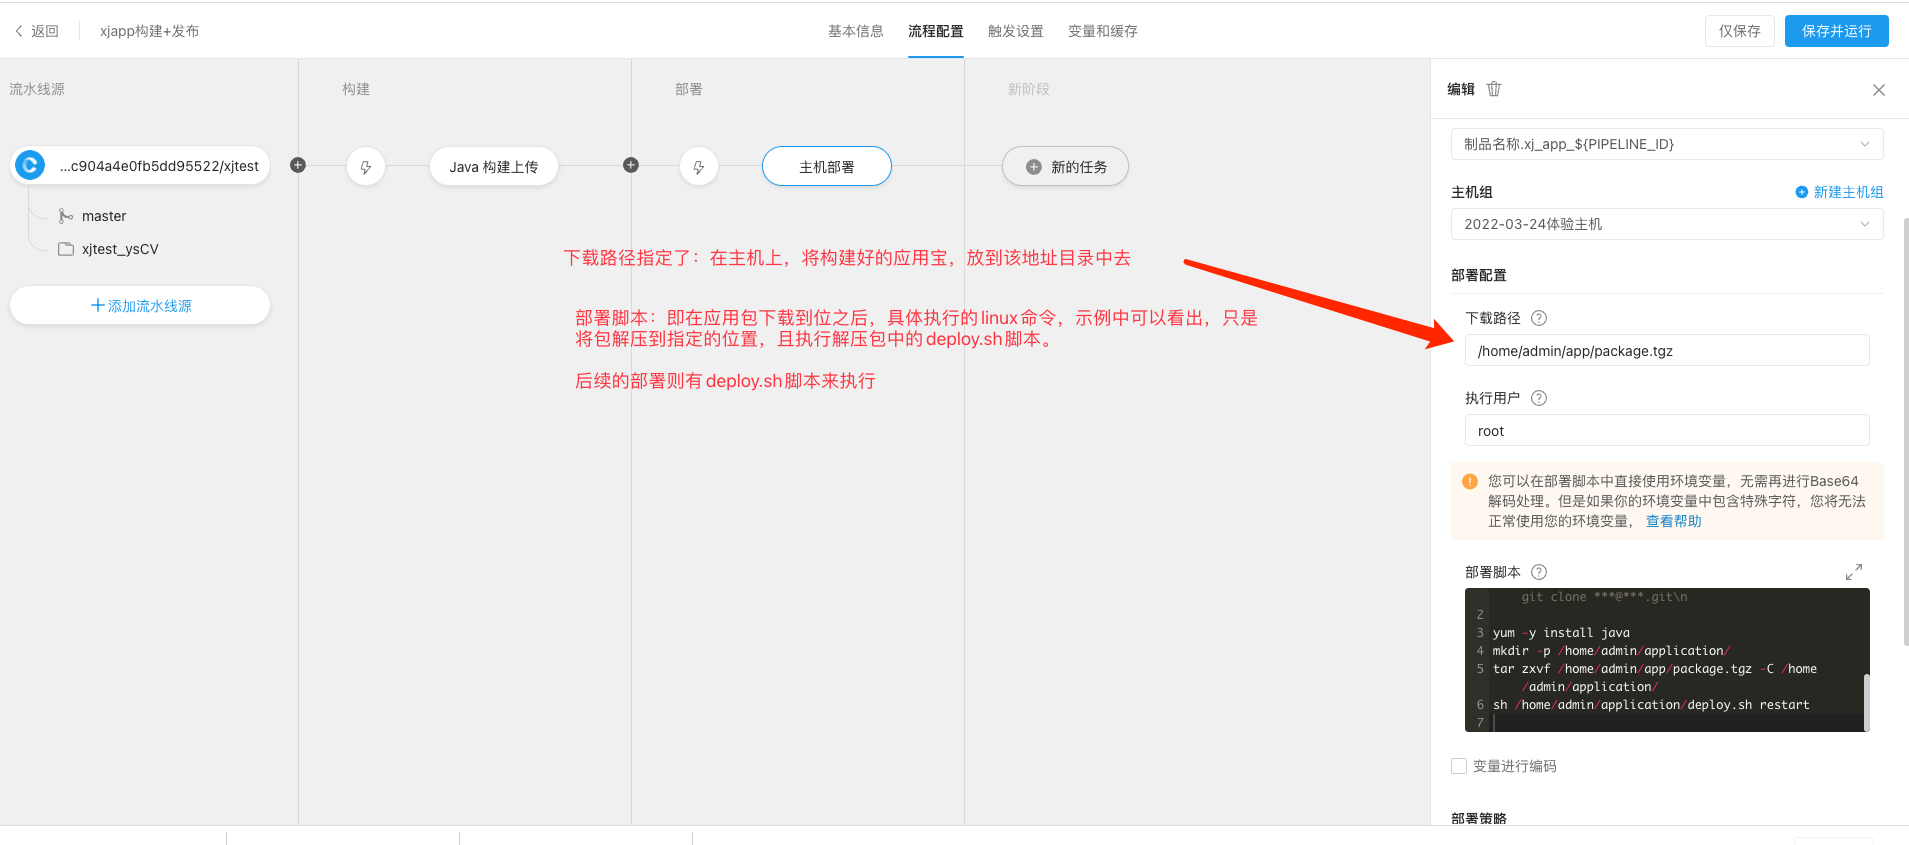 返回
xjapp构建+发布
基本信息
流程配置
触发设置
变量和缓存
仅保存
保存并运行
流水线源
构建
部署
新阶段
...c904a4e0fb5dd95522/xjtest
Java 构建上传
主机部署
新的任务
master
xjtest_ysCV
添加流水线源
下载路径指定了：在主机上，将构建好的应用宝，放到该地址目录中去
部署脚本：即在应用包下载到位之后，具体执行的linux命令，示例中可以看出，只是
将包解压到指定的位置，且执行解压包中的deploy.sh脚本。
后续的部署则有deploy.sh脚本来执行
编辑
制品名称.xj_app_${PIPELINE_ID}
主机组
新建主机组
2022-03-24体验主机
部署配置
下载路径
/home/admin/app/package.tgz
执行用户
root
您可以在部署脚本中直接使用环境变量，无需再进行Base64
解码处理。但是如果你的环境变量中包含特殊字符，您将无法
正常使用您的环境变量， 查看帮助
部署脚本
git clone ***@***.git\n
2
3 yum -y install java
4 mkdir -p /home/admin/application/
5 tar zxvf /home/admin/app/package.tgz -C /home
/admin/application/
6 sh /home/admin/application/deploy.sh restart
7
变量进行编码
部署策略